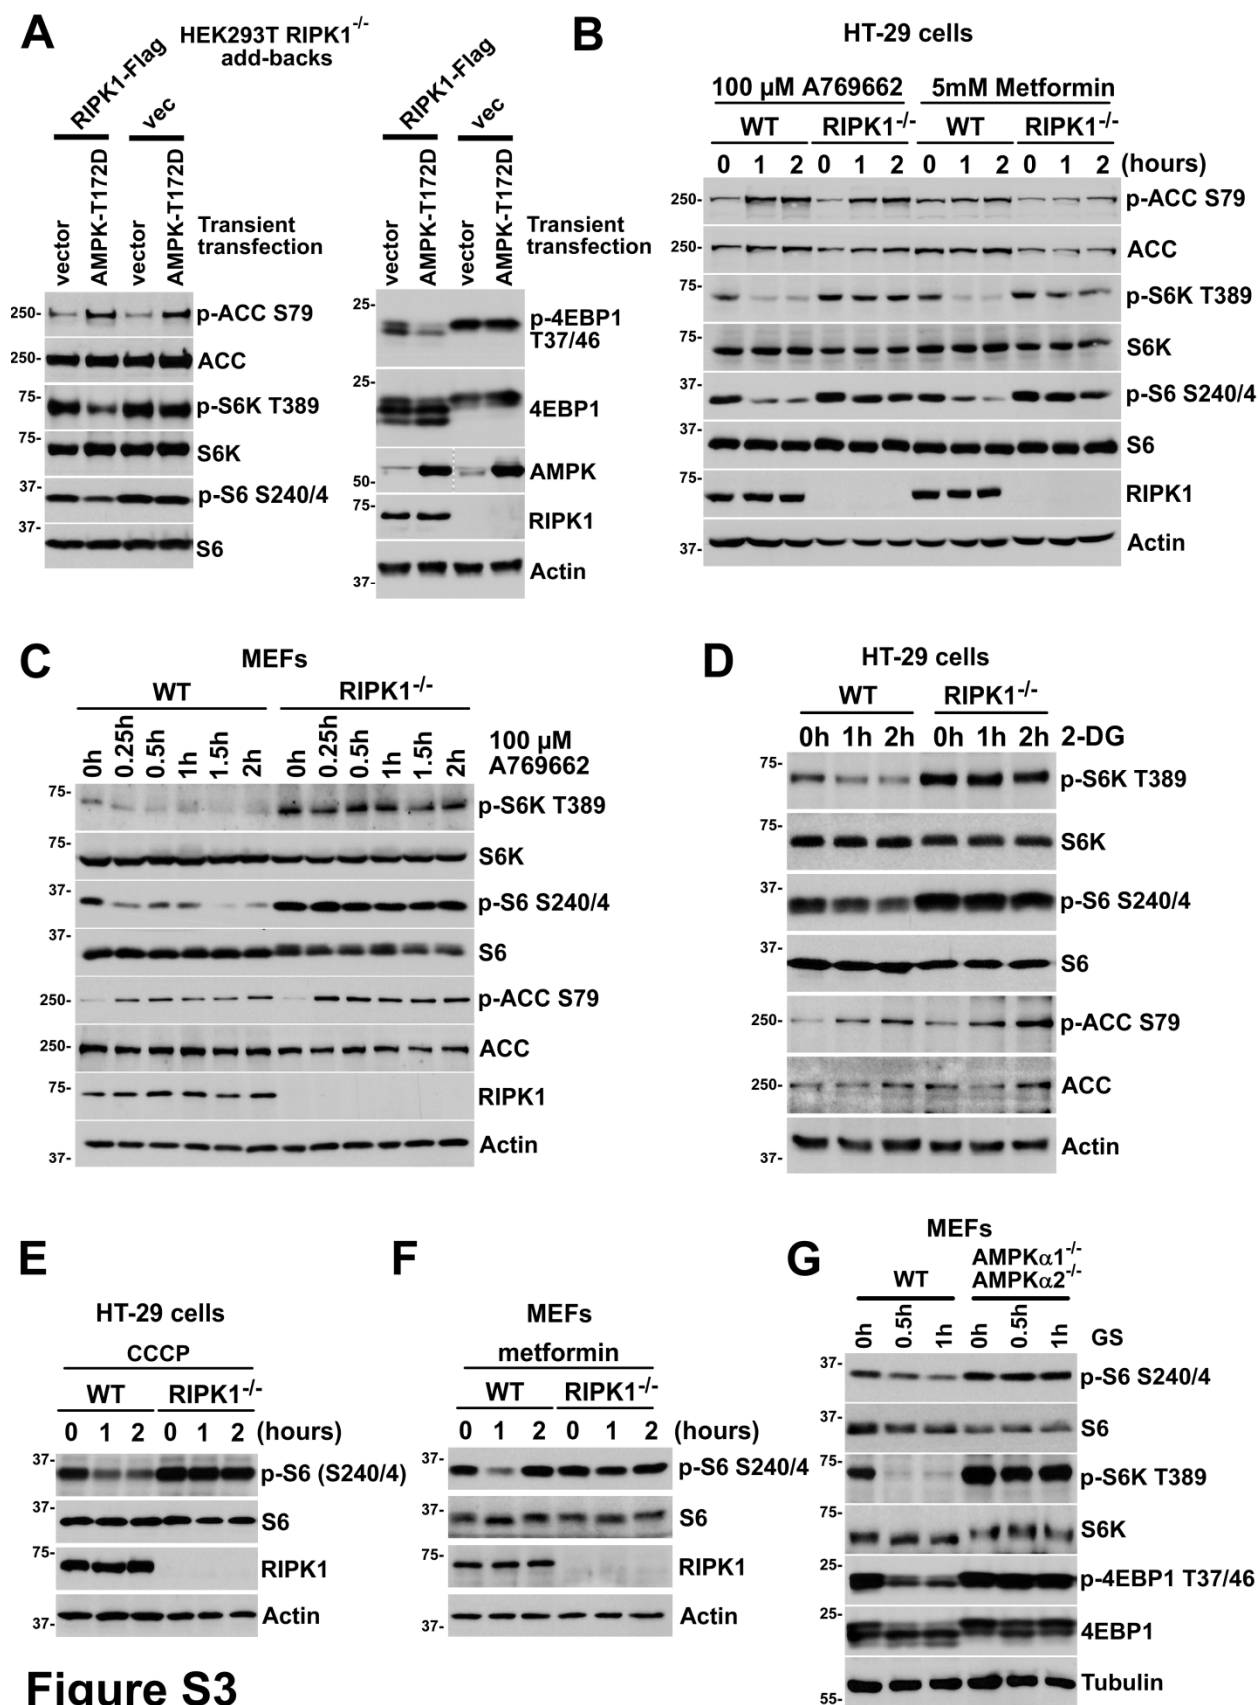 A
HEK293T RIPK1-/-
add-backs
RIPK1-Flag
vec
vector
AMPK-T172D
vector
AMPK-T172D
Transient
transfection
250-
p-ACC S79
250-
ACC
75-
p-S6K T389
75-
S6K
37-
p-S6 S240/4
37-
S6
RIPK1-Flag
vec
vector
AMPK-T172D
vector
AMPK-T172D
Transient
transfection
25-
p-4EBP1
T37/46
25-
4EBP1
AMPK
50-
75-
RIPK1
Actin
37-
B
HT-29 cells
100 µM A769662
5mM Metformin
WT
RIPK1-/-
WT
RIPK1-/-
0 1 2 0 1 2 0 1 2 0 1 2 (hours)
250-
p-ACC S79
250-
ACC
75-
p-S6K T389
75-
S6K
37-
p-S6 S240/4
37-
S6
75-
RIPK1
37-
Actin
C
MEFs
WT
RIPK1-/-
0h 0.25h 0.5h 1h 1.5h 2h 0h 0.25h 0.5h 1h 1.5h 2h
100 µM
A769662
75-
p-S6K T389
75-
S6K
37-
p-S6 S240/4
37-
S6
250-
p-ACC S79
250-
ACC
75-
RIPK1
Actin
37-
D
HT-29 cells
WT
RIPK1-/-
0h 1h 2h 0h 1h 2h 2-DG
75-
p-S6K T389
75-
S6K
37-
p-S6 S240/4
37-
S6
250-
p-ACC S79
250-
ACC
Actin
37-
E
HT-29 cells
CCCP
WT
RIPK1-/-
0 1 2 0 1 2 (hours)
37-
p-S6 (S240/4)
37-
S6
75-
RIPK1
Actin
37-
F
MEFs
metformin
WT
RIPK1-/-
0 1 2 0 1 2 (hours)
37-
p-S6 S240/4
37-
S6
75-
RIPK1
Actin
37-
G
MEFs
AMPKα1-/-
WT
AMPKα2-/-
0h 0.5h 1h 0h 0.5h 1h GS
37-
p-S6 S240/4
37-
S6
75-
p-S6K T389
75-
S6K
25-
p-4EBP1 T37/46
25-
4EBP1
Tubulin
55-
Figure S3